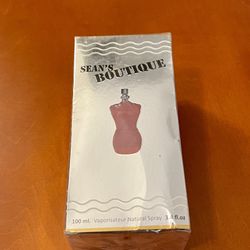 SEAN'S
BOUTIQUE
100 ml. Vaporisateur Natural Spray 3.4 fl.oz